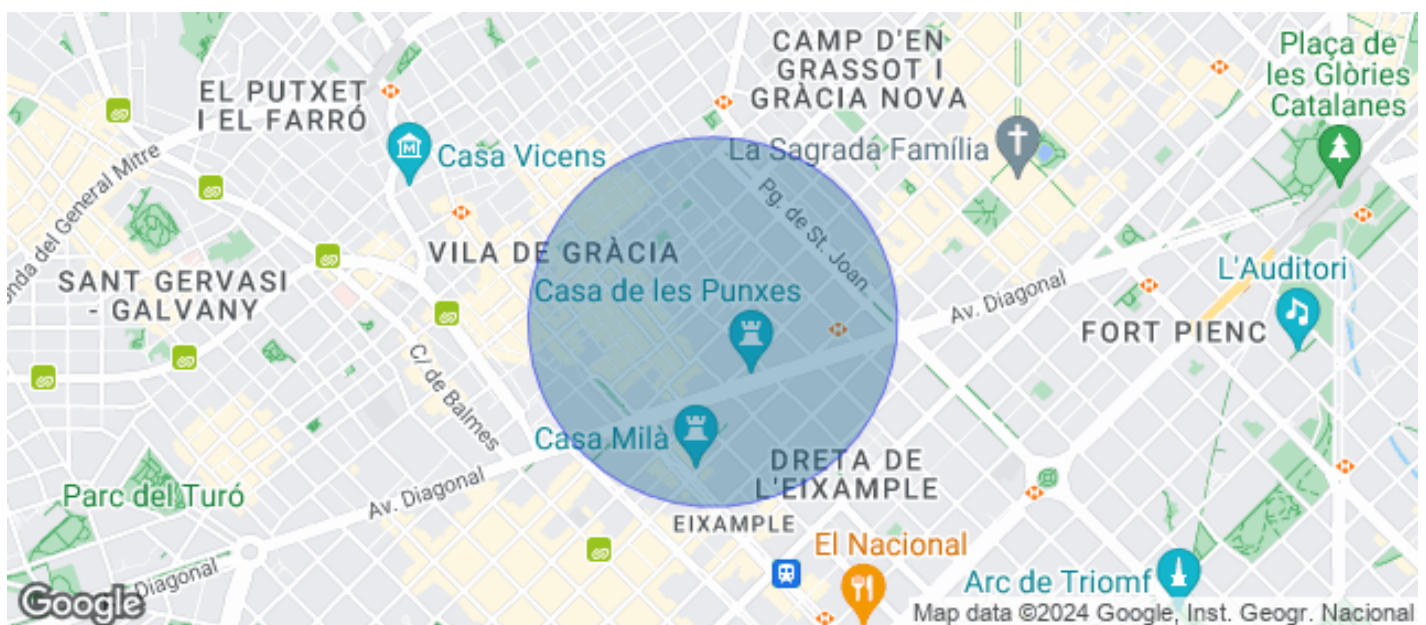 CAMP D'EN
GRASSOT I
GRÀCIA NOVA
Plaça de
les Glòries
Catalanes
EL PUTXET
I EL FARRÓ
Casa Vicens
La Sagrada Família
onda del General Mitre
Pg. de St. Joan
VILA DE GRÀCIA
SANT GERVASI
- GALVANY
Casa de les Punxes
L'Auditori
Av. Diagonal
FORT PIENC
C/ de Balmes
Casa Milà
DRETA DE
L'EIXAMPLE
Parc del Turó
Av. Diagonal
EIXAMPLE
El Nacional
Diagonal
Arc de Triomf
Google
Map data ©2024 Google, Inst. Geogr. Nacional